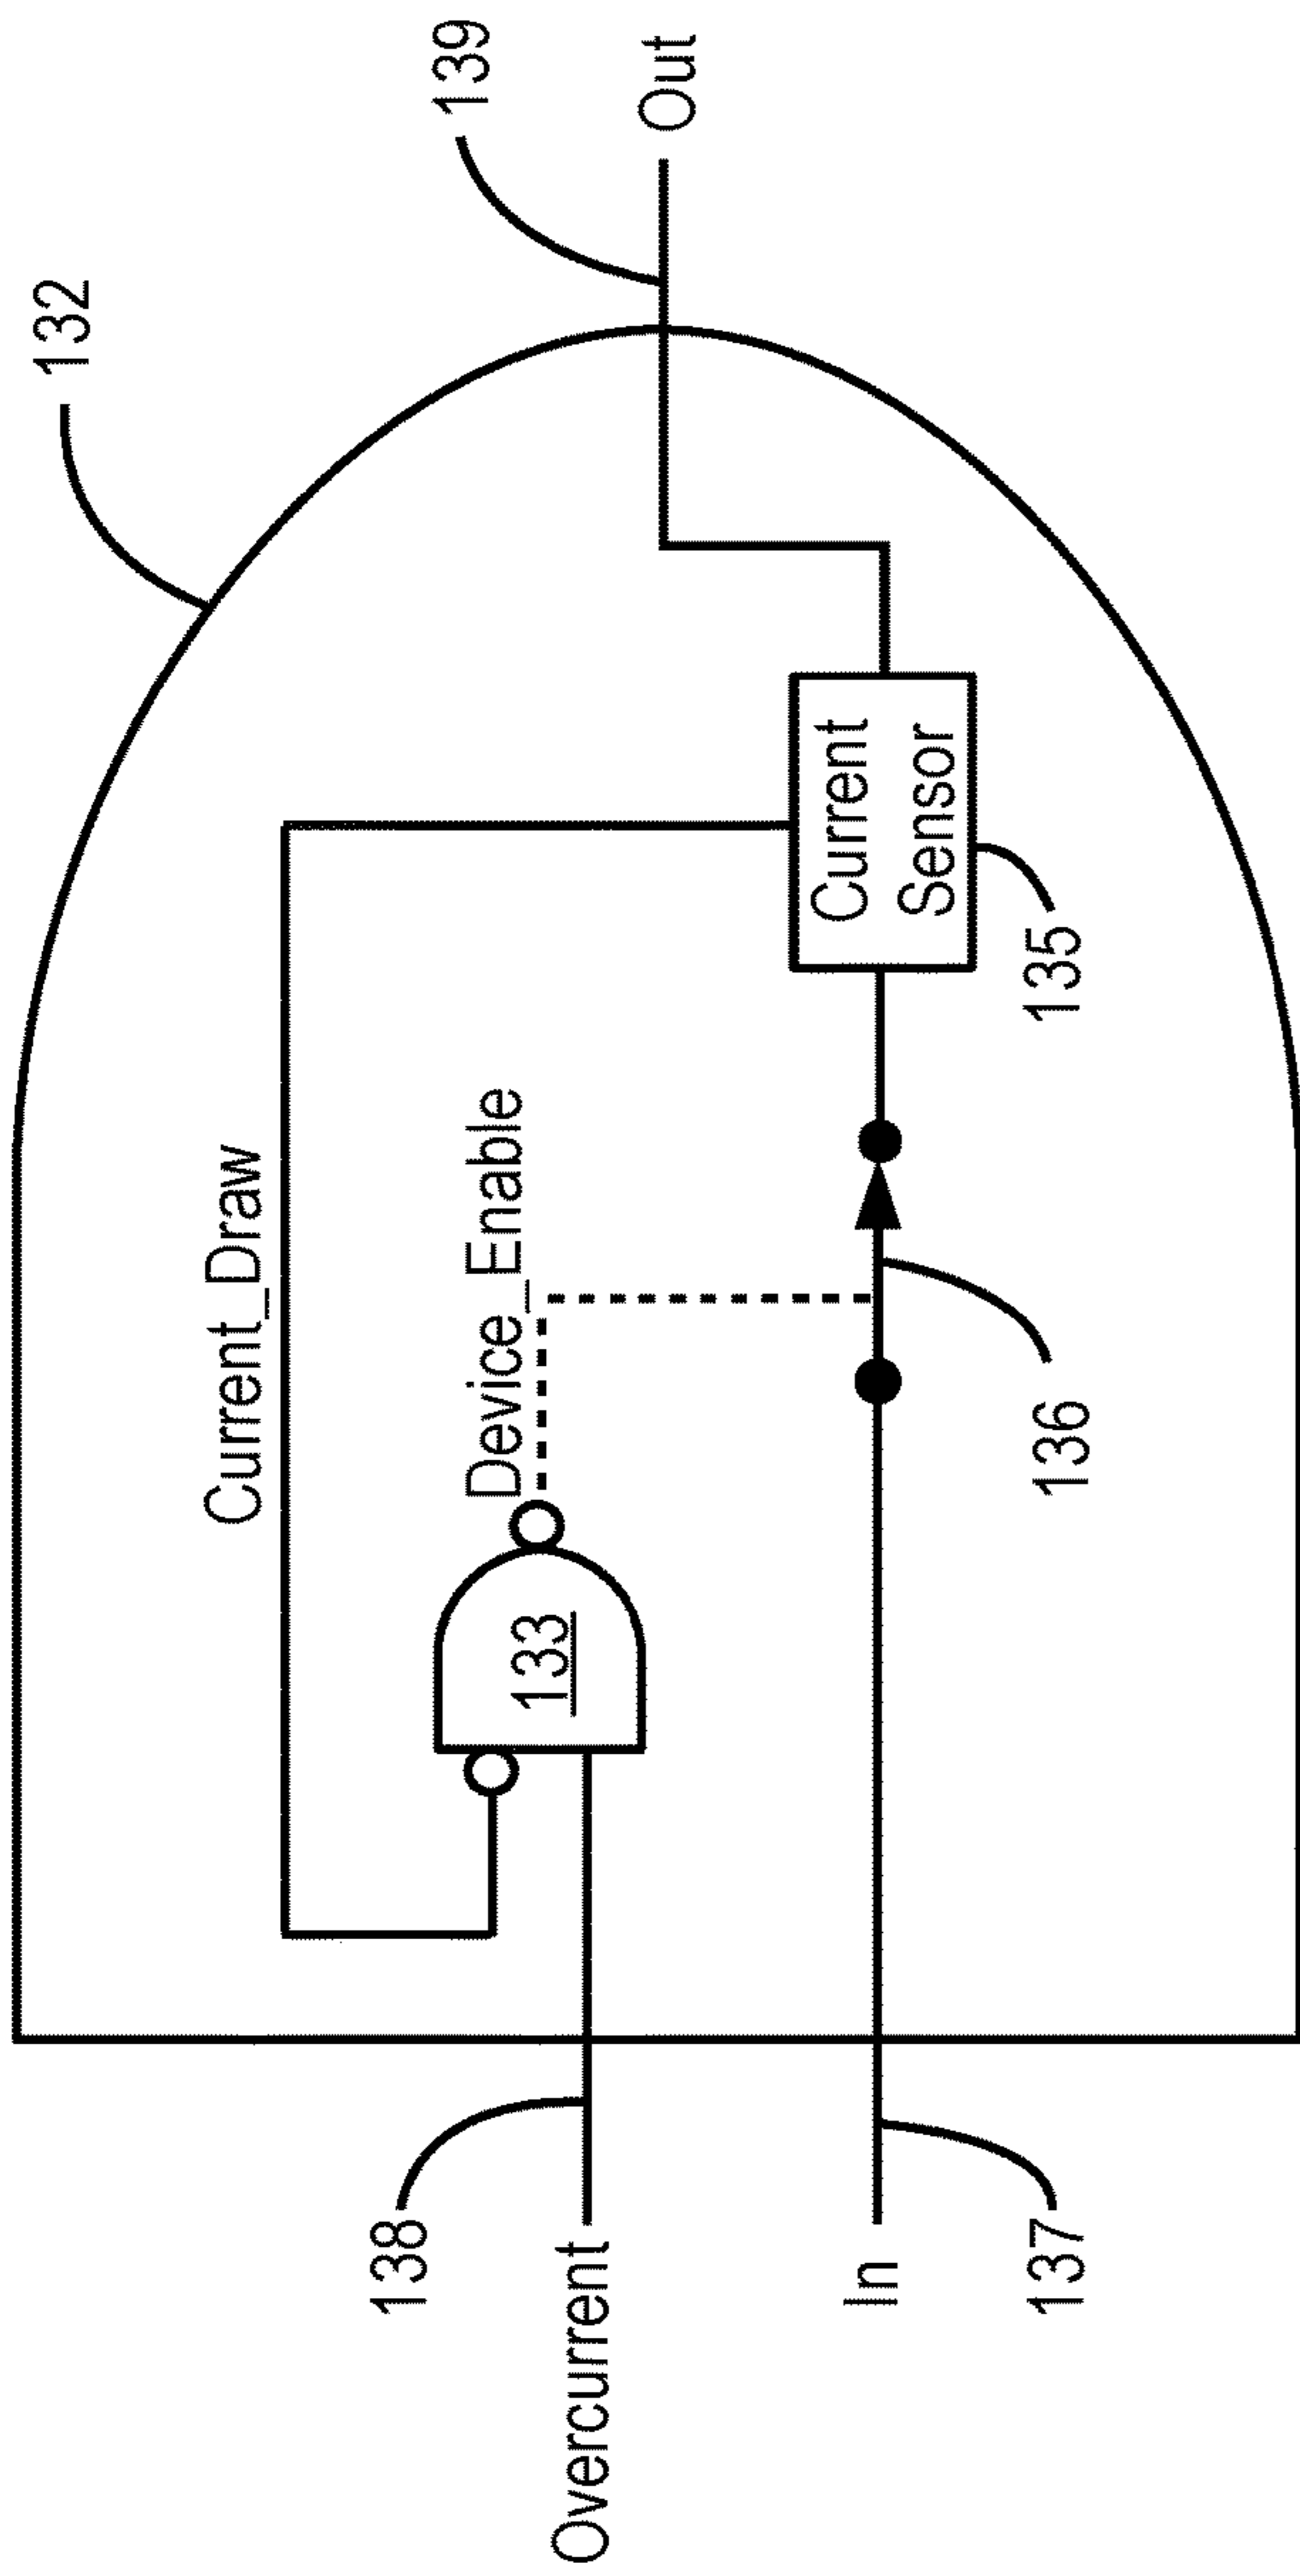 132
139
Out
Current_Draw
Device_Enable
133
Current
Sensor
135
136
138
Overcurrent
In
137